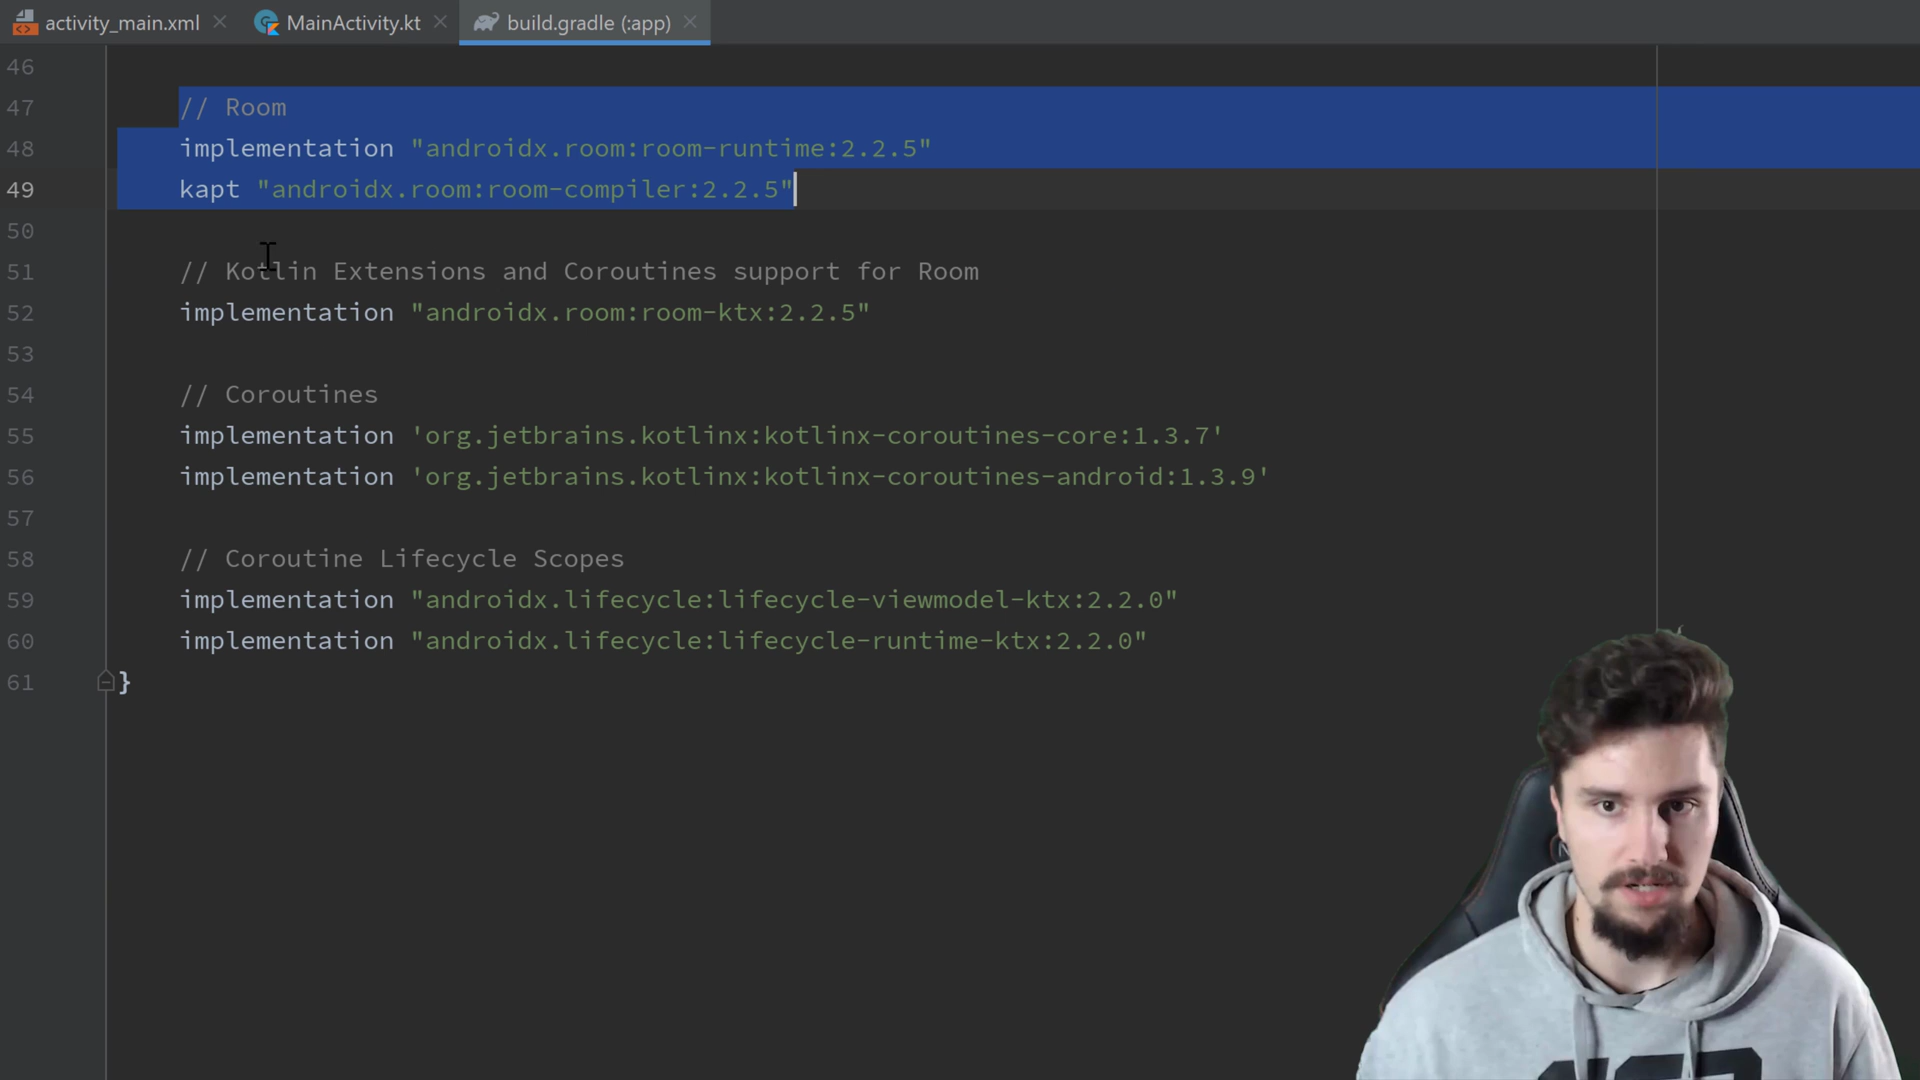 activity_main.xml
MainActivity.kt
build.gradle (:app)
46
47 // Room
48 implementation "androidx.room:room-runtime:2.2.5"
49 kapt "androidx.room:room-compiler:2.2.5"
50
51 // Kotlin Extensions and Coroutines support for Room
52 implementation "androidx.room:room-ktx:2.2.5"
53
54 // Coroutines
55 implementation 'org.jetbrains.kotlinx:kotlinx-coroutines-core:1.3.7'
56 implementation 'org.jetbrains.kotlinx:kotlinx-coroutines-android:1.3.9'
57
58 // Coroutine Lifecycle Scopes
59 implementation "androidx.lifecycle:lifecycle-viewmodel-ktx:2.2.0"
60 implementation "androidx.lifecycle:lifecycle-runtime-ktx:2.2.0"
61 }